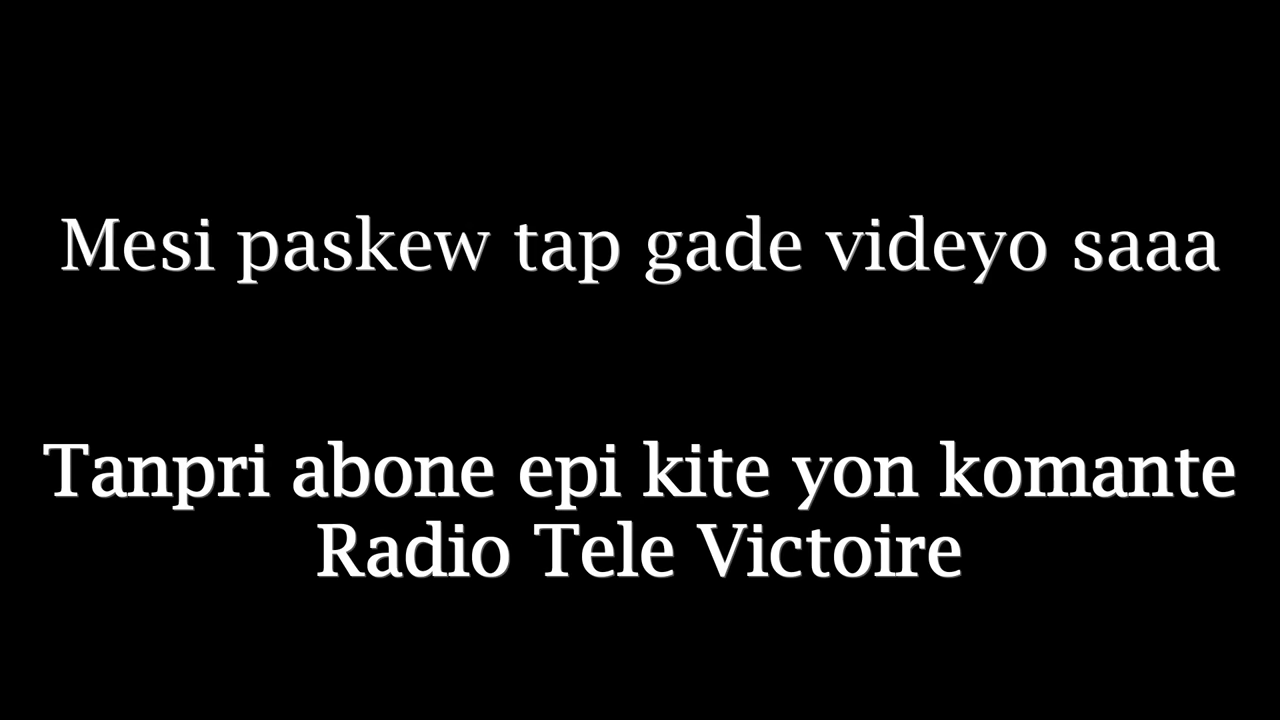 Mesi paskew tap gade videyo saaa
Tanpri abone epi kite yon komante
Radio Tele Victoire